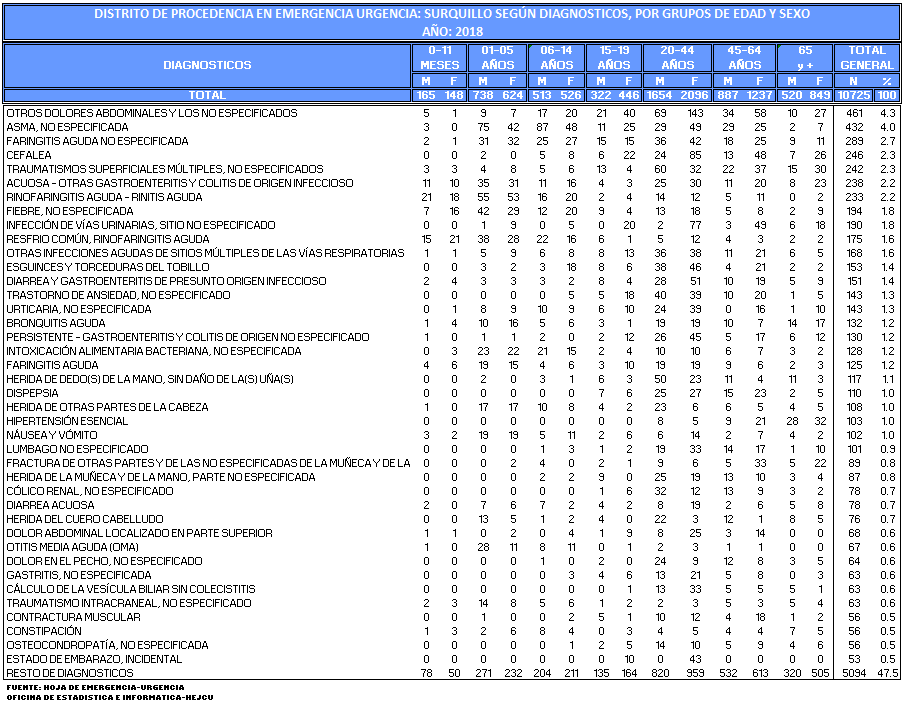 DISTRITO DE PROCEDENCIA EN EMERGENCIA URGENCIA: SURQUILLO SEGÚN DIAGNOSTICOS, POR GRUPOS DE EDAD Y SEXO
AÑO: 2018
DIAGNOSTICOS 0-11 MESES 01-05 AÑOS 06-14 AÑOS 15-19 AÑOS 20-44 AÑOS 45-64 AÑOS 65 y + TOTAL GENERAL
M F M F M F M F M F M F M F N %
TOTAL 165 148 738 624 513 526 322 446 1654 2096 887 1237 520 849 10725 100
OTROS DOLORES ABDOMINALES Y LOS NO ESPECIFICADOS 5 1 9 7 17 20 21 40 69 143 34 58 10 27 461 4.3
ASMA, NO ESPECIFICADA 3 0 75 42 87 48 11 25 29 49 29 25 2 7 432 4.0
FARINGITIS AGUDA NO ESPECIFICADA 2 1 31 32 25 27 15 15 36 42 18 25 9 11 289 2.7
CEFALEA 0 0 2 0 5 8 6 22 24 85 13 48 7 26 246 2.3
TRAUMATISMOS SUPERFICIALES MÚLTIPLES, NO ESPECIFICADOS 3 3 4 8 5 6 13 4 60 32 22 37 15 30 242 2.3
ACUOSA - OTRAS GASTROENTERITIS Y COLITIS DE ORIGEN INFECCIOSO 11 10 35 31 11 16 4 3 25 30 11 20 8 23 238 2.2
RINOFARINGITIS AGUDA - RINITIS AGUDA 21 18 55 53 16 20 2 4 14 12 5 11 0 2 233 2.2
FIEBRE, NO ESPECIFICADA 7 16 42 29 12 20 9 4 13 18 5 8 2 9 194 1.8
INFECCIÓN DE VÍAS URINARIAS, SITIO NO ESPECIFICADO 0 0 1 9 0 5 0 20 2 77 3 49 6 18 190 1.8
RESFRIO COMÚN, RINOFARINGITIS AGUDA 15 21 38 28 22 16 6 1 5 12 4 3 2 2 175 1.6
OTRAS INFECCIONES AGUDAS DE SITIOS MÚLTIPLES DE LAS VÍAS RESPIRATORIAS 1 1 5 9 6 8 8 13 36 38 11 21 6 5 168 1.6
ESGUINCES Y TORCEDURAS DEL TOBILLO 0 0 3 2 3 18 8 6 38 46 4 21 2 2 153 1.4
DIARREA Y GASTROENTERITIS DE PRESUNTO ORIGEN INFECCIOSO 2 4 3 3 3 2 8 4 28 51 10 19 5 9 151 1.4
TRASTORNO DE ANSIEDAD, NO ESPECIFICADO 0 0 0 0 0 5 5 18 40 39 10 20 1 5 143 1.3
URTICARIA, NO ESPECIFICADA 0 1 8 9 10 9 6 10 24 39 0 16 1 10 143 1.3
BRONQUITIS AGUDA 1 4 10 16 5 6 3 1 19 19 10 7 14 17 132 1.2
PERSISTENTE - GASTROENTERITIS Y COLITIS DE ORIGEN NO ESPECIFICADO 1 0 1 1 2 0 2 12 26 45 5 17 6 12 130 1.2
INTOXICACIÓN ALIMENTARIA BACTERIANA, NO ESPECIFICADA 0 3 23 22 21 15 2 4 10 10 6 7 3 2 128 1.2
FARINGITIS AGUDA 4 6 19 15 4 6 3 10 19 19 9 6 2 3 125 1.2
HERIDA DE DEDO(S) DE LA MANO, SIN DAÑO DE LA(S) UÑA(S) 0 0 2 0 3 1 6 3 50 23 11 4 11 3 117 1.1
DISPEPSIA 0 0 0 0 0 0 7 6 25 27 15 23 2 5 110 1.0
HERIDA DE OTRAS PARTES DE LA CABEZA 1 0 17 17 10 8 4 2 23 6 6 5 4 5 108 1.0
HIPERTENSIÓN ESENCIAL 0 0 0 0 0 0 0 0 8 5 9 21 28 32 103 1.0
NÁUSEA Y VÓMITO 3 2 19 19 5 11 2 6 6 14 2 7 4 2 102 1.0
LUMBAGO NO ESPECIFICADO 0 0 0 0 1 3 1 2 19 33 14 17 1 10 101 0.9
FRACTURA DE OTRAS PARTES Y DE LAS NO ESPECIFICADAS DE LA MUÑECA Y DE LA 0 0 0 2 4 0 2 1 9 6 5 33 5 22 89 0.8
HERIDA DE LA MUÑECA Y DE LA MANO, PARTE NO ESPECIFICADA 0 0 0 0 2 2 9 0 25 19 13 10 3 4 87 0.8
CÓLICO RENAL, NO ESPECIFICADO 0 0 0 0 0 0 1 6 32 12 13 9 3 2 78 0.7
DIARREA ACUOSA 2 0 7 6 7 2 4 2 8 19 2 6 5 8 78 0.7
HERIDA DEL CUERO CABELLUDO 0 0 13 5 1 2 4 0 22 3 12 1 8 5 76 0.7
DOLOR ABDOMINAL LOCALIZADO EN PARTE SUPERIOR 1 1 0 2 0 4 1 9 8 25 3 14 0 0 68 0.6
OTITIS MEDIA AGUDA (OMA) 1 0 28 11 8 11 0 1 2 3 1 1 0 0 67 0.6
DOLOR EN EL PECHO, NO ESPECIFICADO 0 0 0 0 1 0 2 0 24 9 12 8 3 5 64 0.6
GASTRITIS, NO ESPECIFICADA 0 0 0 0 0 3 4 6 13 21 5 8 0 3 63 0.6
CÁLCULO DE LA VESÍCULA BILIAR SIN COLECISTITIS 0 0 0 0 0 0 0 1 13 33 5 5 5 1 63 0.6
TRAUMATISMO INTRACRANEAL, NO ESPECIFICADO 2 3 14 8 5 6 1 2 2 3 5 3 5 4 63 0.6
CONTRACTURA MUSCULAR 0 0 1 0 0 2 5 1 10 12 4 18 1 2 56 0.5
CONSTIPACIÓN 1 3 2 6 8 4 0 3 4 5 4 4 7 5 56 0.5
OSTEOCONDROPATÍA, NO ESPECIFICADA 0 0 0 0 0 1 2 5 14 10 5 9 4 6 56 0.5
ESTADO DE EMBARAZO, INCIDENTAL 0 0 0 0 0 0 0 10 0 43 0 0 0 0 53 0.5
RESTO DE DIAGNOSTICOS 78 50 271 232 204 211 135 164 820 959 532 613 320 505 5094 47.5
FUENTE: HOJA DE EMERGENCIA-URGENCIA
OFICINA DE ESTADISTICA E INFORMATICA-HEJCU